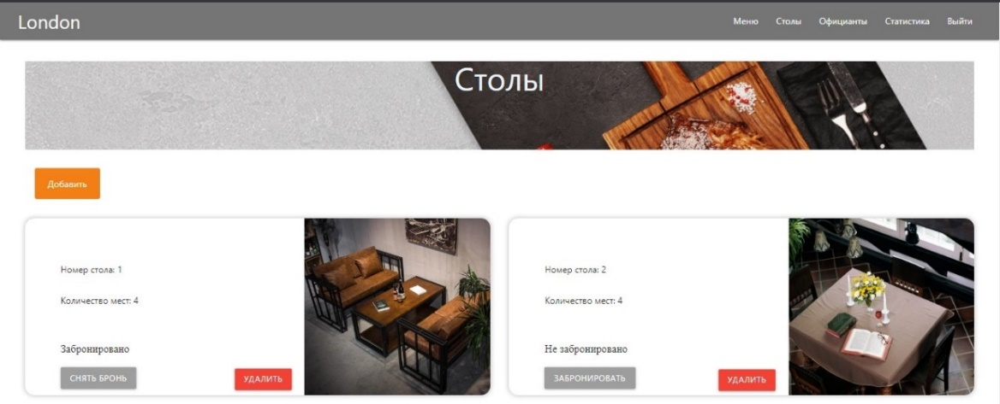 London
Меню Столы Официанты Статистика Выйти
Столы
Добавить
Номер стола: 1
Количество мест: 4
Забронировано
СНЯТЬ БРОНЬ УДАЛИТЬ
Номер стола: 2
Количество мест: 4
Не забронировано
ЗАБРОНИРОВАТЬ УДАЛИТЬ